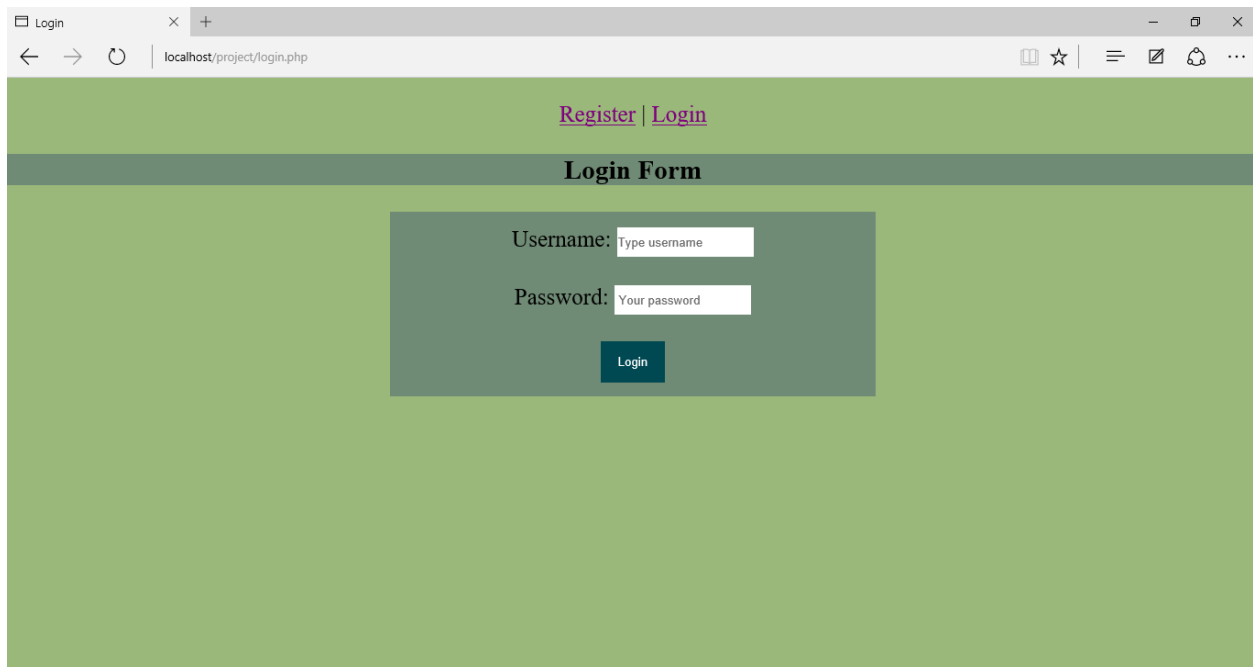 Login
localhost/project/login.php
Register | Login
Login Form
Username: Type username
Password: Your password
Login